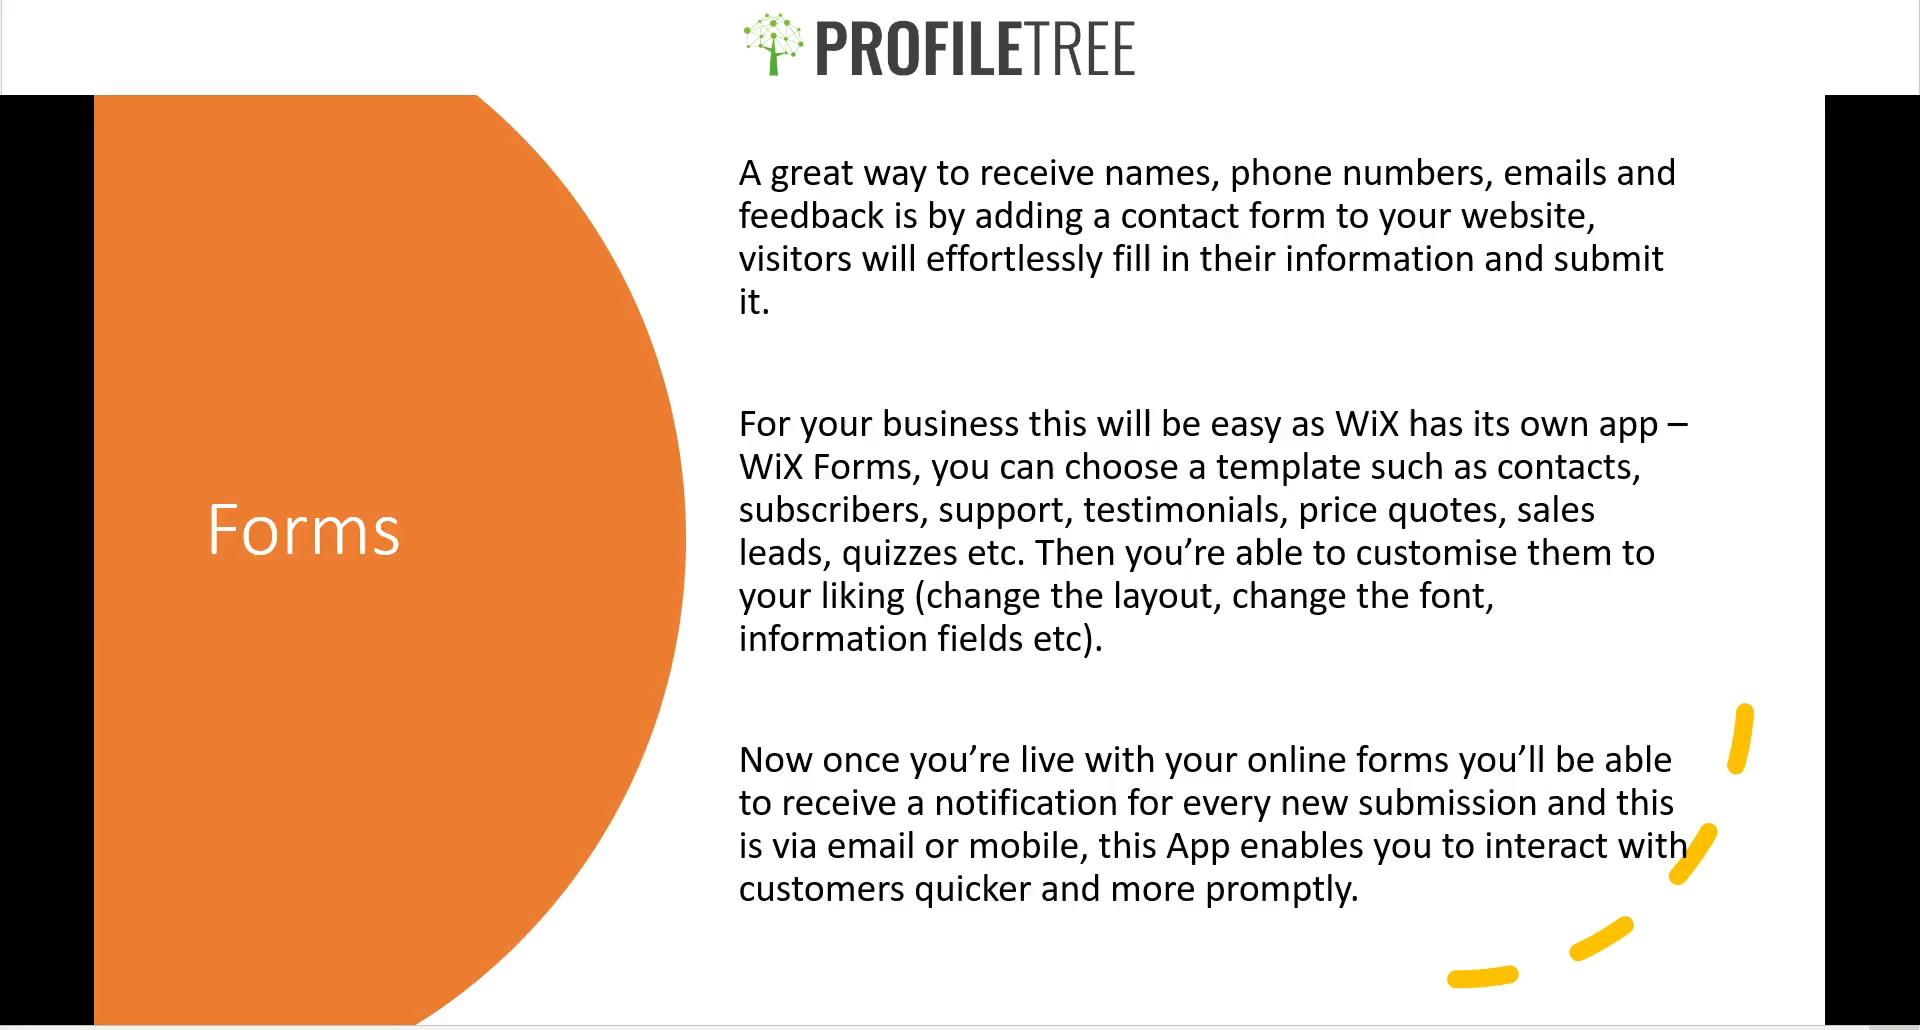 PROFILETREE
Forms
A great way to receive names, phone numbers, emails and
feedback is by adding a contact form to your website,
visitors will effortlessly fill in their information and submit
it.
For your business this will be easy as WiX has its own app –
WiX Forms, you can choose a template such as contacts,
subscribers, support, testimonials, price quotes, sales
leads, quizzes etc. Then you’re able to customise them to
your liking (change the layout, change the font,
information fields etc).
Now once you’re live with your online forms you’ll be able
to receive a notification for every new submission and this
is via email or mobile, this App enables you to interact with
customers quicker and more promptly.